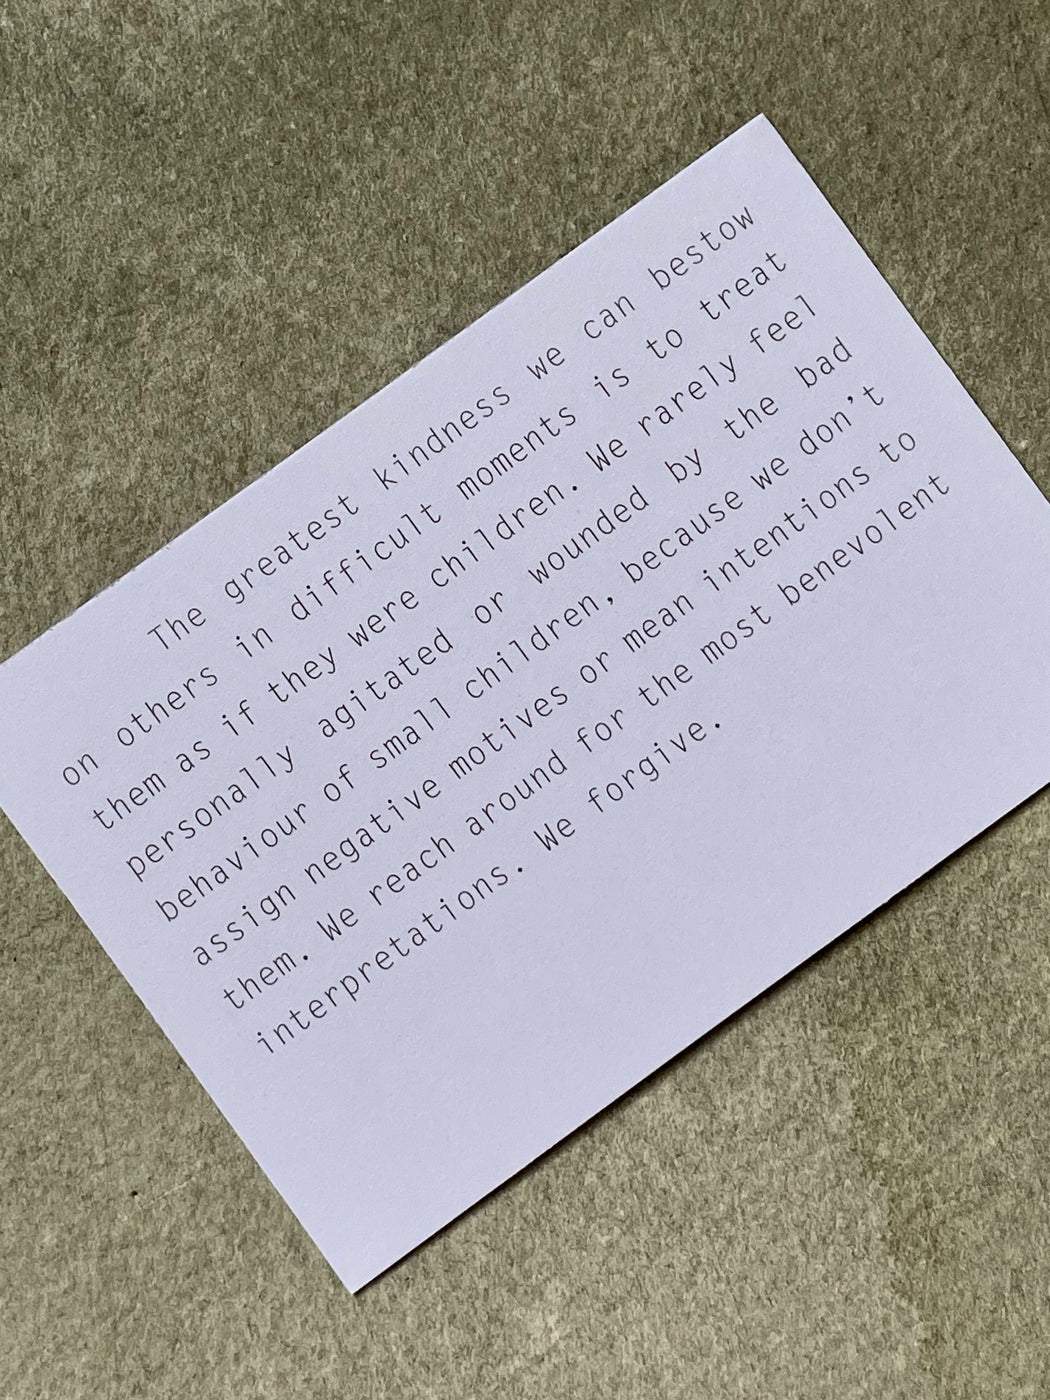 The greatest kindness we can bestow
on others in difficult moments is to treat
them as if they were children. We rarely feel
personally agitated or wounded by the bad
behaviour of small children, because we don't
assign negative motives or mean intentions to
them. We reach around for the most benevolent
interpretations. We forgive.